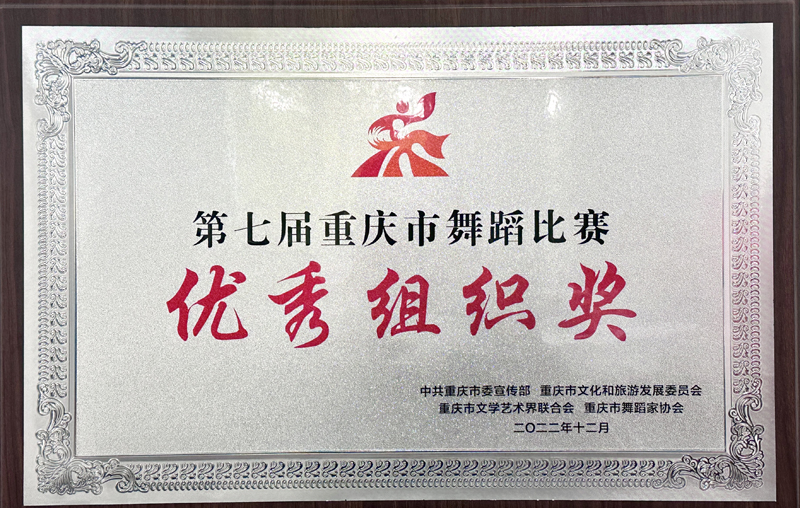 第七届重庆市舞蹈比赛
优秀组织奖
中共重庆市委宣传部 重庆市文化和旅游发展委员会
重庆市文学艺术界联合会 重庆市舞蹈家协会
二〇二二年十二月